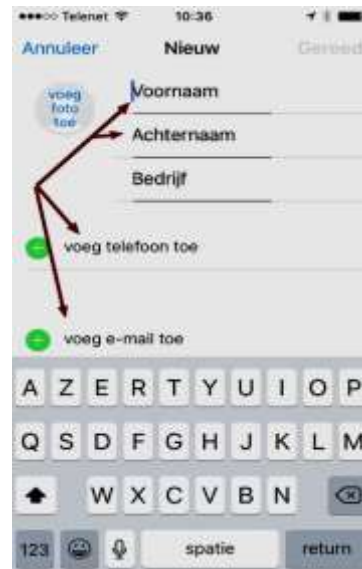 Telenet 10:36
Annuleer Nieuw Gereed
voeg
foto
toe
Voornaam
Achternaam
Bedrijf
voeg telefoon toe
voeg e-mail toe
A Z E R T Y U I O P
Q S D F G H J K L M
W X C V B N
123 spatie return